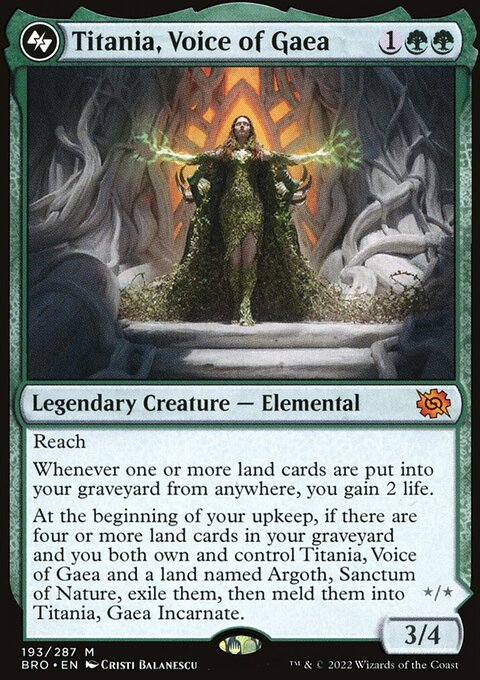 Titania, Voice of Gaea 1
Legendary Creature — Elemental
Reach
Whenever one or more land cards are put into
your graveyard from anywhere, you gain 2 life.
At the beginning of your upkeep, if there are
four or more land cards in your graveyard
and you both own and control Titania, Voice
of Gaea and a land named Argoth, Sanctum
of Nature, exile them, then meld them into
Titania, Gaea Incarnate.
*/*
3/4
193/287 M
BRO • EN Cristi Balanescu
™ & © 2022 Wizards of the Coast